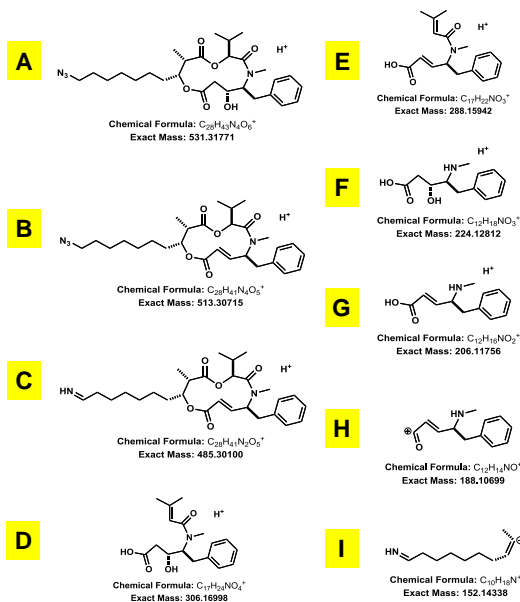 A
O
O
O
H⁺
N
N₃
O
O
OH
Chemical Formula: C₂₈H₄₃N₄O₆⁺
Exact Mass: 531.31771
B
O
O
O
H⁺
N
N₃
O
O
Chemical Formula: C₂₈H₄₁N₄O₅⁺
Exact Mass: 513.30715
C
O
O
O
H⁺
N
HN
O
O
Chemical Formula: C₂₈H₄₁N₂O₅⁺
Exact Mass: 485.30100
D
O
H⁺
N
HO
O
OH
Chemical Formula: C₁₇H₂₄NO₄⁺
Exact Mass: 306.16998
E
O
H⁺
N
HO
O
Chemical Formula: C₁₇H₂₂NO₃⁺
Exact Mass: 288.15942
F
H⁺
HN
HO
O
OH
Chemical Formula: C₁₂H₁₈NO₃⁺
Exact Mass: 224.12812
G
H⁺
HN
HO
O
Chemical Formula: C₁₂H₁₆NO₂⁺
Exact Mass: 206.11756
H
HN
O
Chemical Formula: C₁₂H₁₄NO⁺
Exact Mass: 188.10699
I
HN
Chemical Formula: C₁₀H₁₈N⁺
Exact Mass: 152.14338